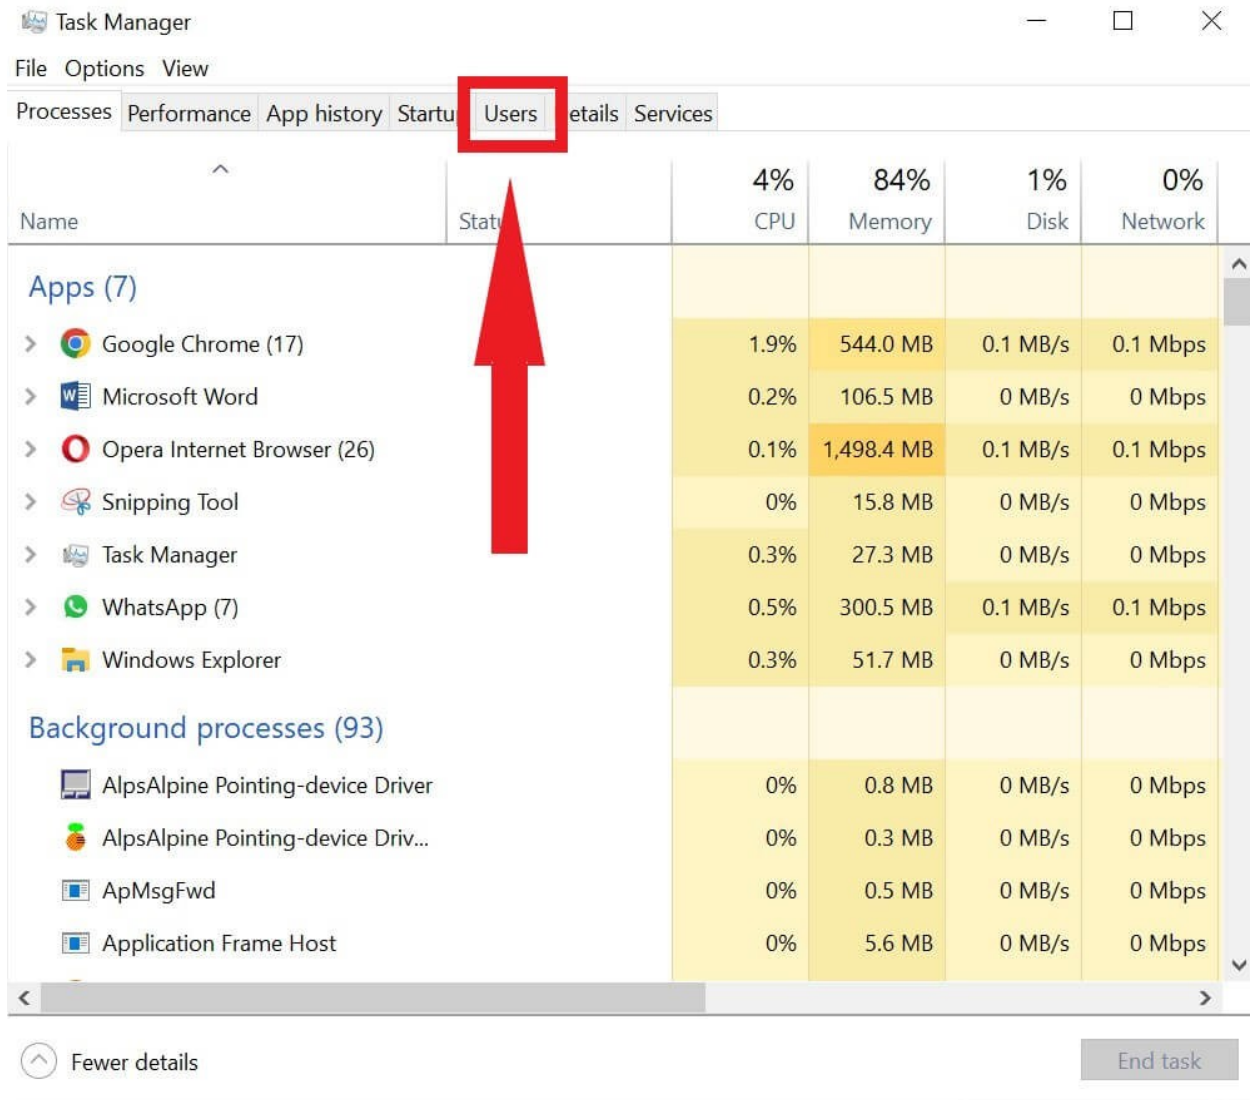 Task Manager
File Options View
Processes Performance App history Startu Users etails Services
4% 84% 1% 0%
Name Statu CPU Memory Disk Network
Apps (7)
Google Chrome (17) 1.9% 544.0 MB 0.1 MB/s 0.1 Mbps
Microsoft Word 0.2% 106.5 MB 0 MB/s 0 Mbps
Opera Internet Browser (26) 0.1% 1,498.4 MB 0.1 MB/s 0.1 Mbps
Snipping Tool 0% 15.8 MB 0 MB/s 0 Mbps
Task Manager 0.3% 27.3 MB 0 MB/s 0 Mbps
WhatsApp (7) 0.5% 300.5 MB 0.1 MB/s 0.1 Mbps
Windows Explorer 0.3% 51.7 MB 0 MB/s 0 Mbps
Background processes (93)
AlpsAlpine Pointing-device Driver 0% 0.8 MB 0 MB/s 0 Mbps
AlpsAlpine Pointing-device Driv... 0% 0.3 MB 0 MB/s 0 Mbps
ApMsgFwd 0% 0.5 MB 0 MB/s 0 Mbps
Application Frame Host 0% 5.6 MB 0 MB/s 0 Mbps
Fewer details End task